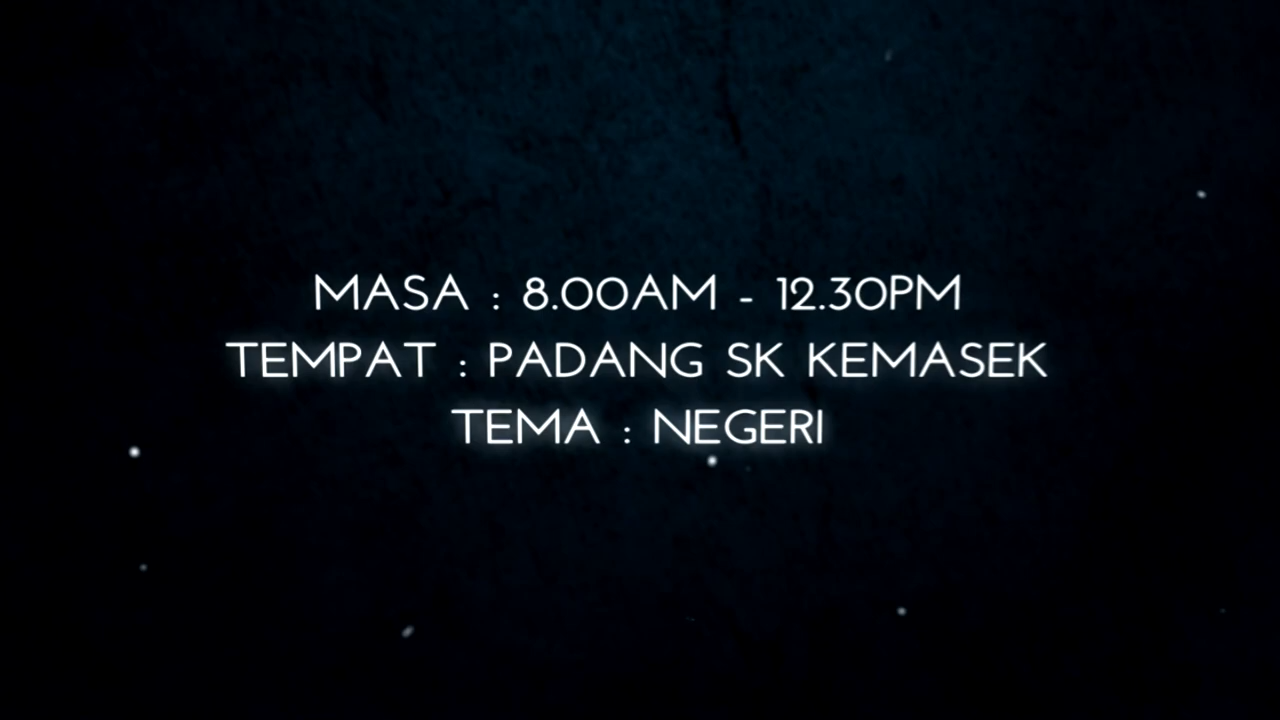 MASA : 8.00AM - 12.30PM
TEMPAT : PADANG SK KEMASEK
TEMA : NEGERI